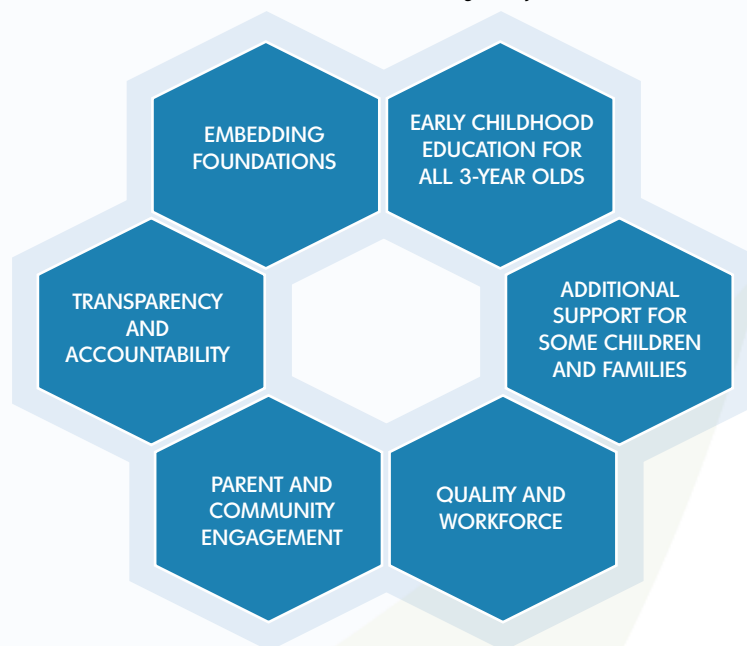 EMBEDDING
FOUNDATIONS
EARLY CHILDHOOD
EDUCATION FOR
ALL 3-YEAR OLDS
ADDITIONAL
SUPPORT FOR
SOME CHILDREN
AND FAMILIES
QUALITY AND
WORKFORCE
PARENT AND
COMMUNITY
ENGAGEMENT
TRANSPARENCY
AND
ACCOUNTABILITY